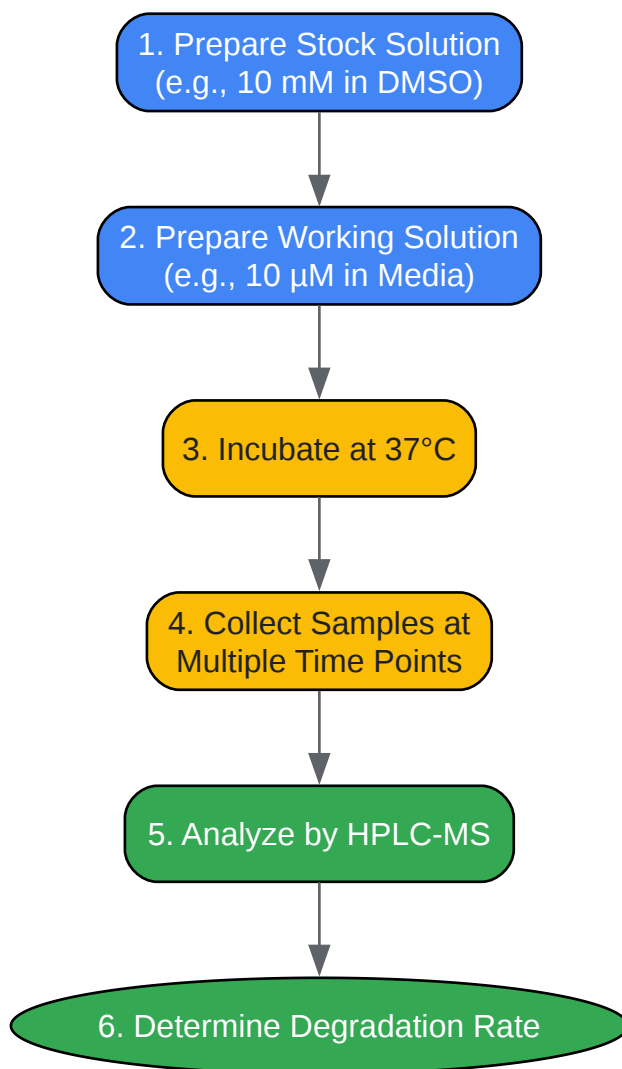 1. Prepare Stock Solution
(e.g., 10 mM in DMSO)
2. Prepare Working Solution
(e.g., 10 µM in Media)
3. Incubate at 37°C
4. Collect Samples at
Multiple Time Points
5. Analyze by HPLC-MS
6. Determine Degradation Rate